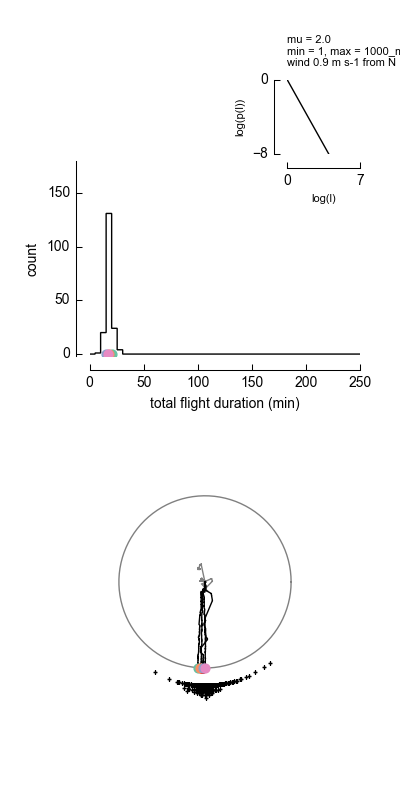 mu = 2.0
min = 1, max = 1000_m
wind 0.9 m s-1 from N
0
−8
log(p(l))
0 7
log(l)
150
100
50
0
count
0 50 100 150 200 250
total flight duration (min)